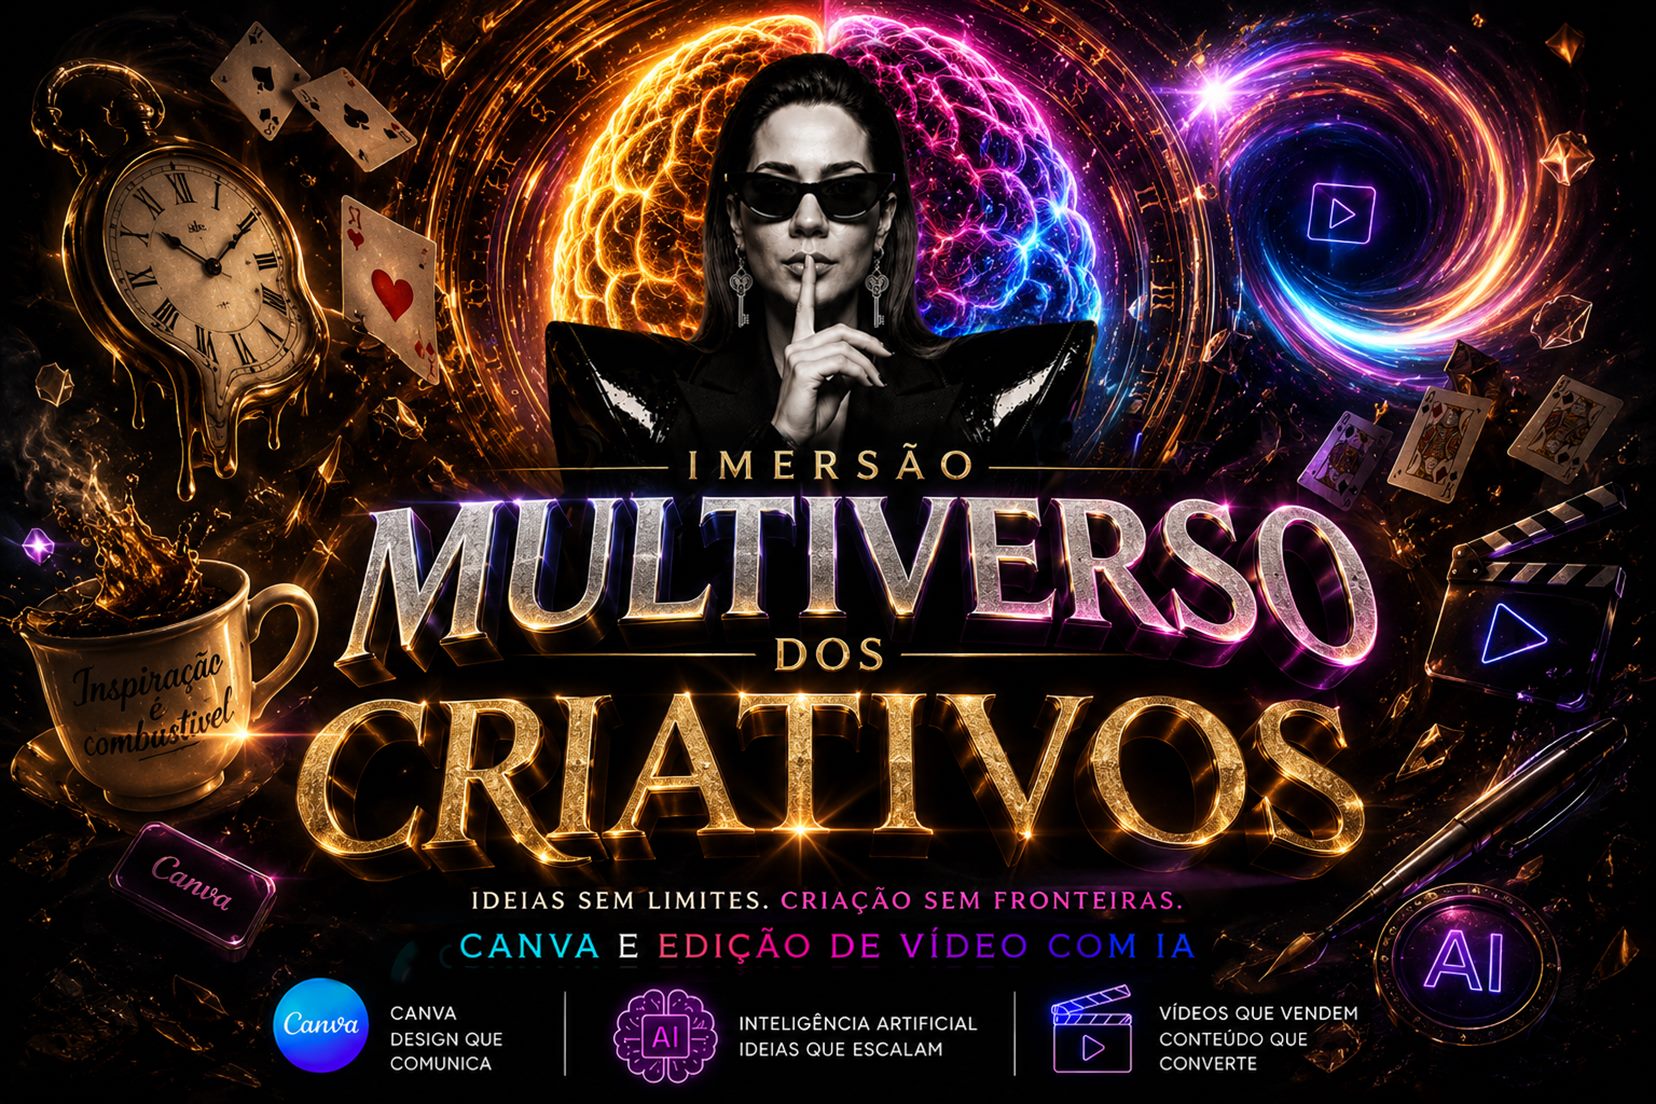 IMERSÃO
MULTIVERSO
DOS
CRIATIVOS
Inspiração
é
combustível
Canva
IDEIAS SEM LIMITES. CRIAÇÃO SEM FRONTEIRAS.
CANVA E EDIÇÃO DE VÍDEO COM IA
AI
Canva
CANVA
DESIGN QUE
COMUNICA
AI
INTELIGÊNCIA ARTIFICIAL
IDEIAS QUE ESCALAM
VÍDEOS QUE VENDEM
CONTEÚDO QUE
CONVERTE